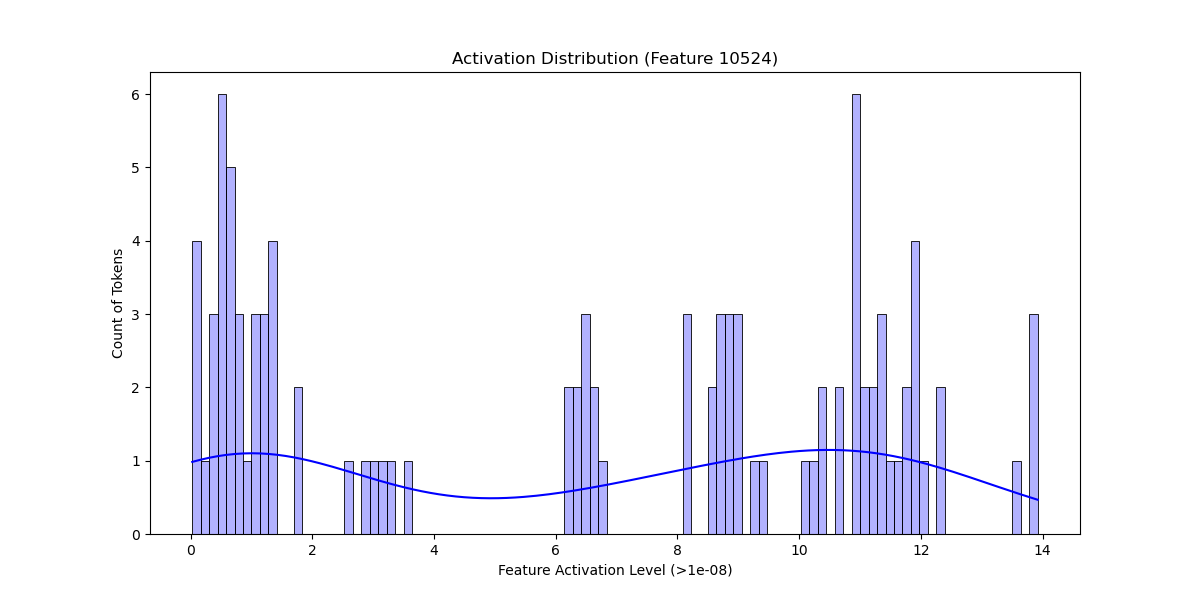 Activation Distribution (Feature 10524)
6
5
4
3
2
1
0
Count of Tokens
0 2 4 6 8 10 12 14
Feature Activation Level (>1e-08)